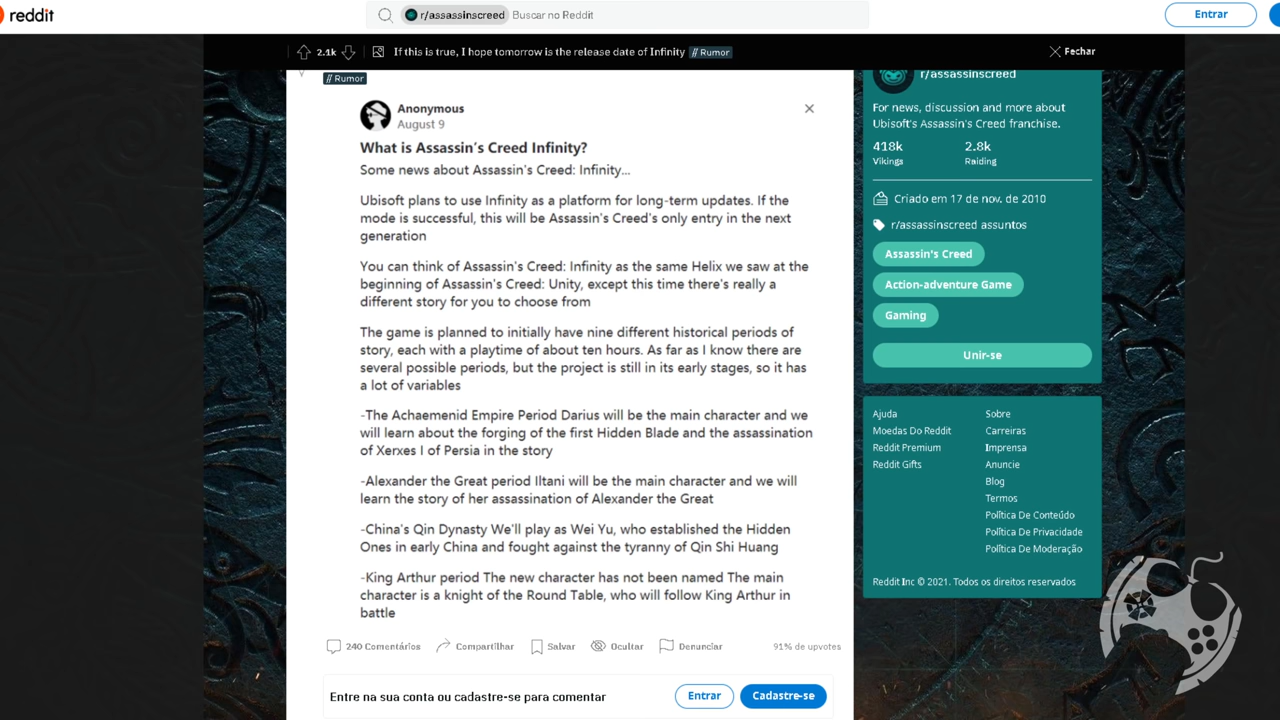 reddit
r/assassinscreed Buscar no Reddit
Entrar
2.1k If this is true, I hope tomorrow is the release date of Infinity // Rumor
Fechar
// Rumor
Anonymous
August 9
What is Assassin's Creed Infinity?
Some news about Assassin's Creed: Infinity...
Ubisoft plans to use Infinity as a platform for long-term updates. If the
mode is successful, this will be Assassin's Creed's only entry in the next
generation
You can think of Assassin's Creed: Infinity as the same Helix we saw at the
beginning of Assassin's Creed: Unity, except this time there's really a
different story for you to choose from
The game is planned to initially have nine different historical periods of
story, each with a playtime of about ten hours. As far as I know there are
several possible periods, but the project is still in its early stages, so it has
a lot of variables
-The Achaemenid Empire Period Darius will be the main character and we
will learn about the forging of the first Hidden Blade and the assassination
of Xerxes I of Persia in the story
-Alexander the Great period Iltani will be the main character and we will
learn the story of her assassination of Alexander the Great
-China's Qin Dynasty We'll play as Wei Yu, who established the Hidden
Ones in early China and fought against the tyranny of Qin Shi Huang
-King Arthur period The new character has not been named The main
character is a knight of the Round Table, who will follow King Arthur in
battle
240 Comentários Compartilhar Salvar Ocultar Denunciar 91% de upvotes
Entre na sua conta ou cadastre-se para comentar Entrar Cadastre-se
r/assassinscreed
For news, discussion and more about
Ubisoft's Assassin's Creed franchise.
418k 2.8k
Vikings Raiding
Criado em 17 de nov. de 2010
r/assassinscreed assuntos
Assassin's Creed
Action-adventure Game
Gaming
Unir-se
Ajuda Sobre
Moedas Do Reddit Carreiras
Reddit Premium Imprensa
Reddit Gifts Anuncie
Blog
Termos
Política De Conteúdo
Política De Privacidade
Política De Moderação
Reddit Inc © 2021. Todos os direitos reservados